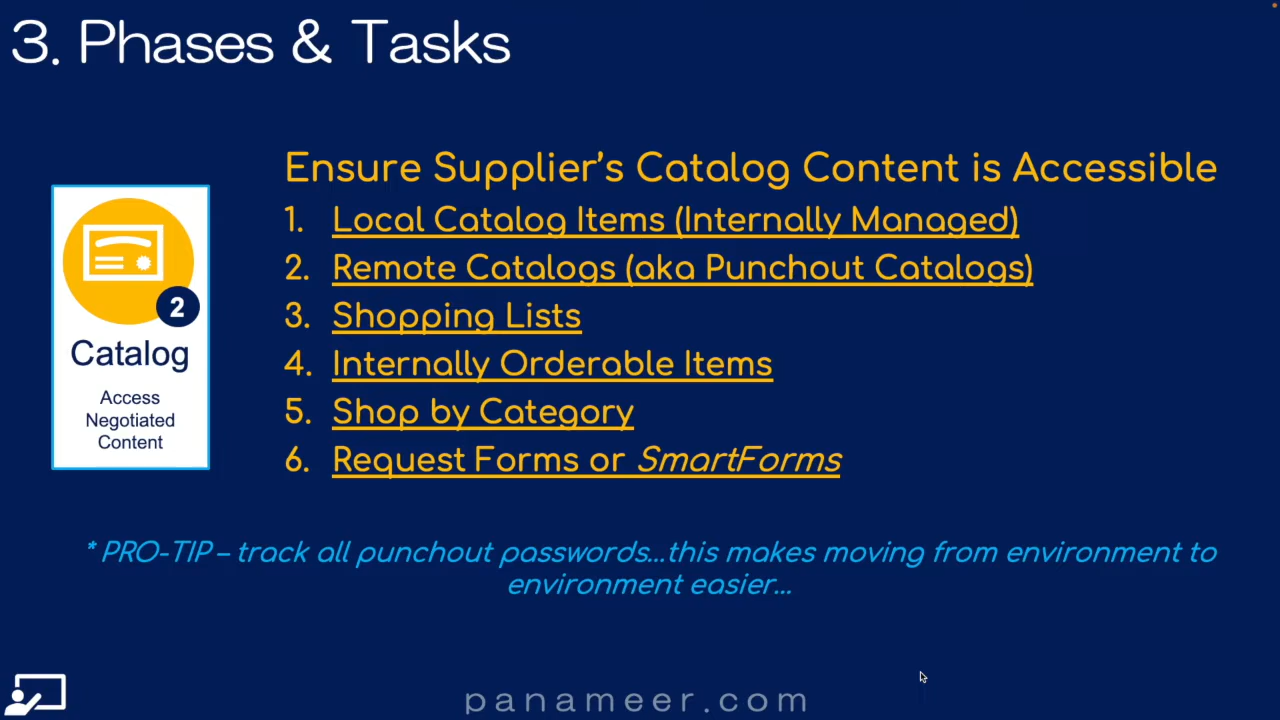 3. Phases & Tasks
Ensure Supplier's Catalog Content is Accessible
1. Local Catalog Items (Internally Managed)
2. Remote Catalogs (aka Punchout Catalogs)
3. Shopping Lists
4. Internally Orderable Items
5. Shop by Category
6. Request Forms or SmartForms
2
Catalog
Access
Negotiated
Content
* PRO-TIP – track all punchout passwords...this makes moving from environment to
environment easier...
panameer.com